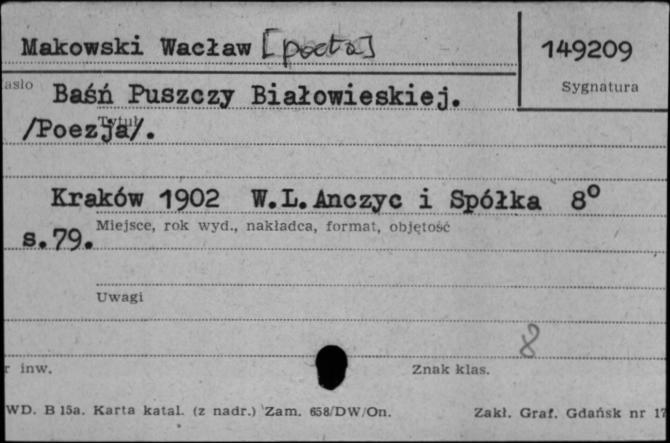 Makowski Wacław [poeta]
149209
asło
Sygnatura
Baśń Puszczy Białowieskiej.
Tytuł
/Poezja/.
Kraków 1902 W.L.Anczyc i Spółka 8°
Miejsce, rok wyd., nakładca, format, objętość
s.79.
Uwagi
8
r inw.
Znak klas.
WD. B 15a. Karta katal. (z nadr.) Zam. 658/DW/On.
Zakł. Graf. Gdańsk nr 17